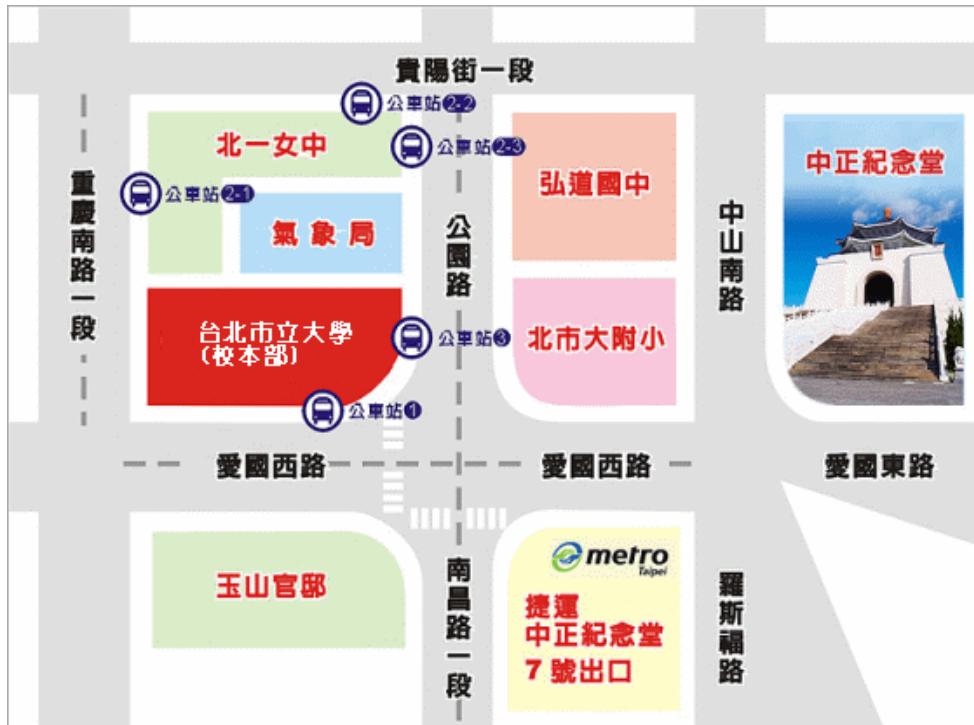 貴陽街一段
公車站2-2
北一女中
公車站2-3
弘道國中
中正紀念堂
公車站2-1
重慶南路一段
氣象局
公園路
中山南路
台北市立大學
(校本部)
公車站3
北市大附小
公車站1
愛國西路
愛國西路
愛國東路
玉山官邸
南昌路一段
metro
Taipei
捷運
中正紀念堂
7號出口
羅斯福路